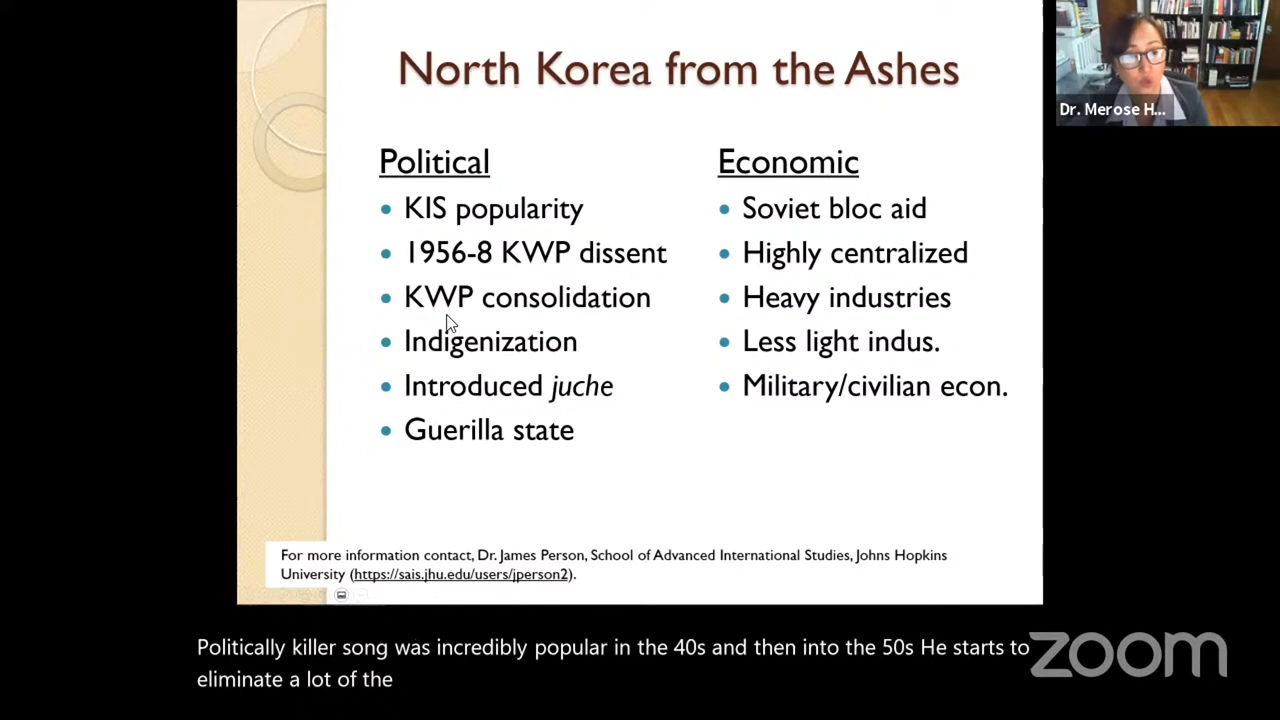 North Korea from the Ashes
Political
KIS popularity
1956-8 KWP dissent
KWP consolidation
Indigenization
Introduced juche
Guerilla state
Economic
Soviet bloc aid
Highly centralized
Heavy industries
Less light indus.
Military/civilian econ.
For more information contact, Dr. James Person, School of Advanced International Studies, Johns Hopkins
University (https://sais.jhu.edu/users/jperson2).
Dr. Merose H...
Politically killer song was incredibly popular in the 40s and then into the 50s He starts to
eliminate a lot of the
zoom